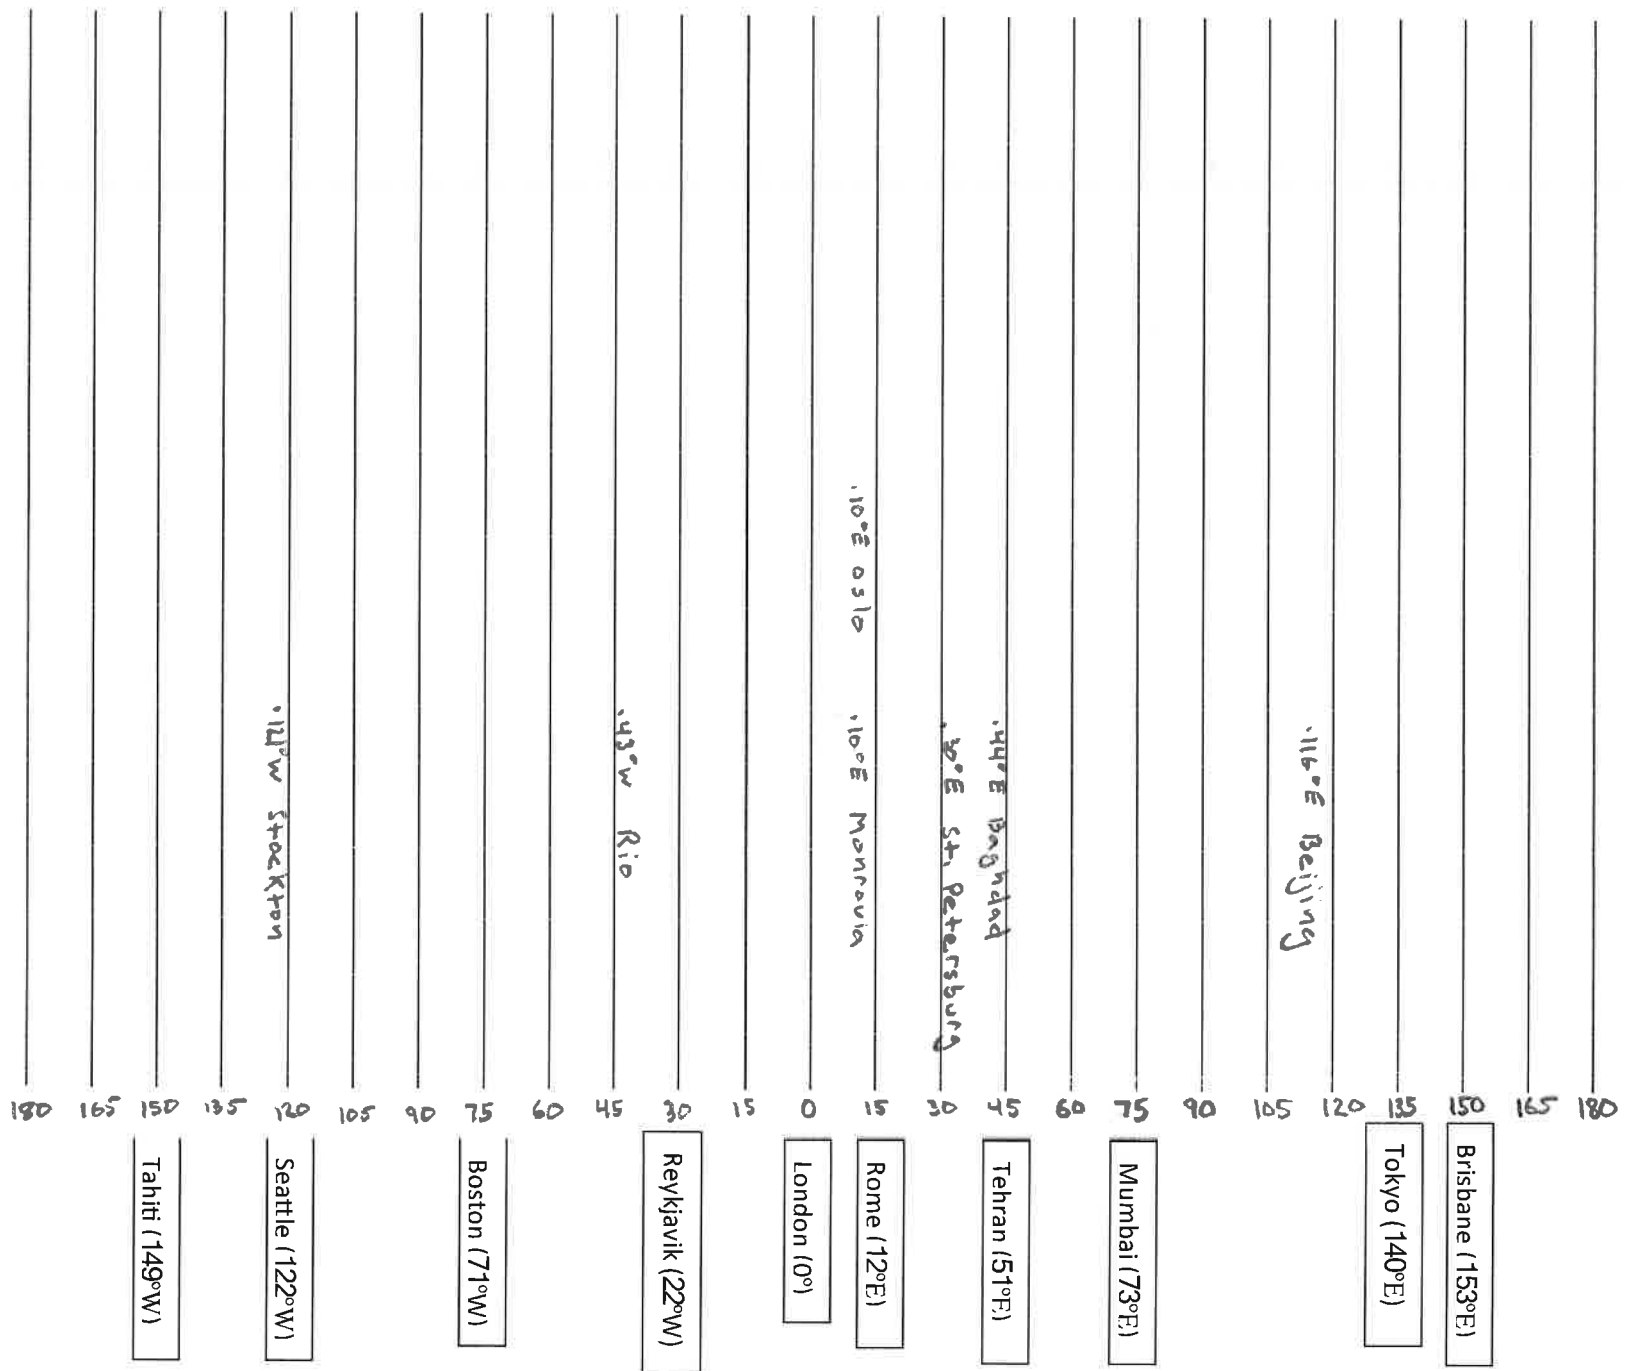 .10°E Oslo
.121°W Stockton
.43°W Rio
.10°E Monrovia
.30°E St. Petersburg
.44°E Baghdad
.116°E Beijing
180 165 150 135 120 105 90 75 60 45 30 15 0 15 30 45 60 75 90 105 120 135 150 165 180
Tahiti (149°W)
Seattle (122°W)
Boston (71°W)
Reykjavik (22°W)
London (0°)
Rome (12°E)
Tehran (51°E)
Mumbai (73°E)
Tokyo (140°E)
Brisbane (153°E)